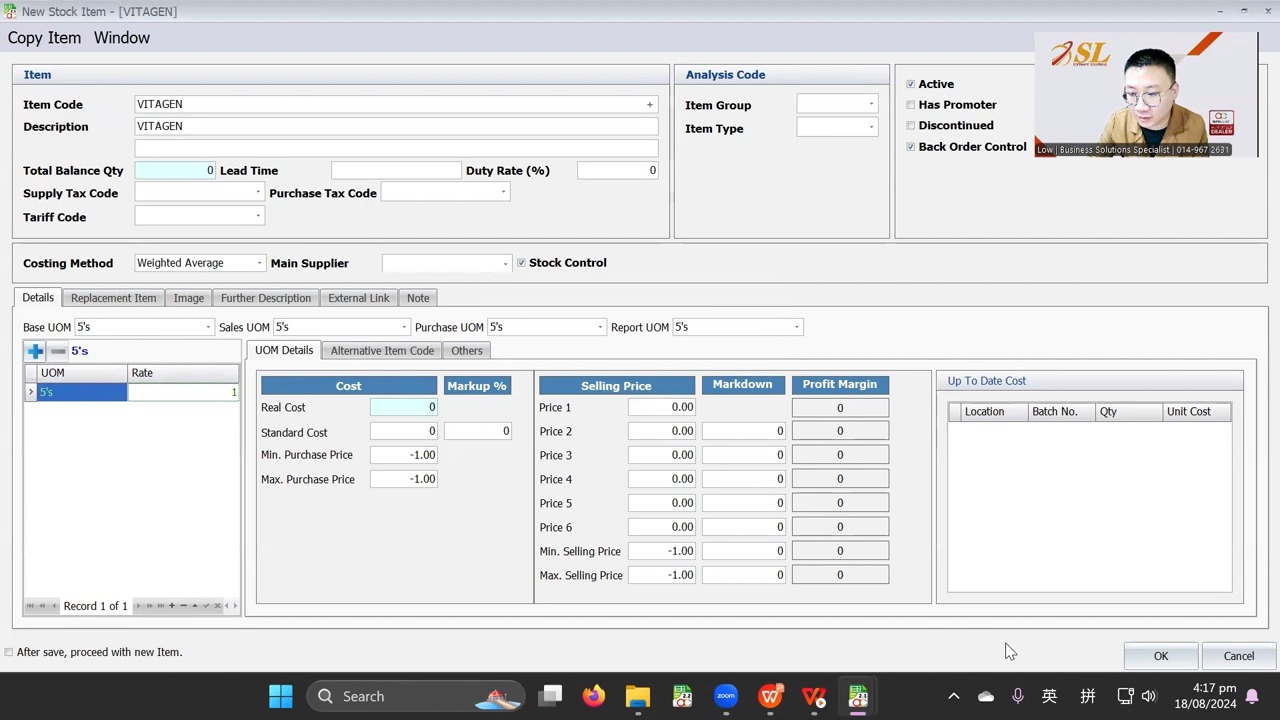 New Stock Item - [VITAGEN]
Copy Item Window
Item
Analysis Code
Item Code VITAGEN +
Item Group
Active
Description VITAGEN
Item Type
Has Promoter
Discontinued
Back Order Control
SL
Low | Business Solutions Specialist | 014-967 2631
DEALER
Total Balance Qty 0 Lead Time Duty Rate (%) 0
Supply Tax Code Purchase Tax Code
Tariff Code
Costing Method Weighted Average Main Supplier Stock Control
Details Replacement Item Image Further Description External Link Note
Base UOM 5's Sales UOM 5's Purchase UOM 5's Report UOM 5's
5's
UOM Details Alternative Item Code Others
UOM Rate
5's 1
Cost Markup % Selling Price Markdown Profit Margin
Real Cost 0 Price 1 0.00 0
Standard Cost 0 0 Price 2 0.00 0 0
Min. Purchase Price -1.00 Price 3 0.00 0 0
Max. Purchase Price -1.00 Price 4 0.00 0 0
Price 5 0.00 0 0
Price 6 0.00 0 0
Min. Selling Price -1.00 0 0
Max. Selling Price -1.00 0 0
Up To Date Cost
Location Batch No. Qty Unit Cost
Record 1 of 1
After save, proceed with new Item.
OK Cancel
Search
zoom
英 拼
4:17 pm
18/08/2024